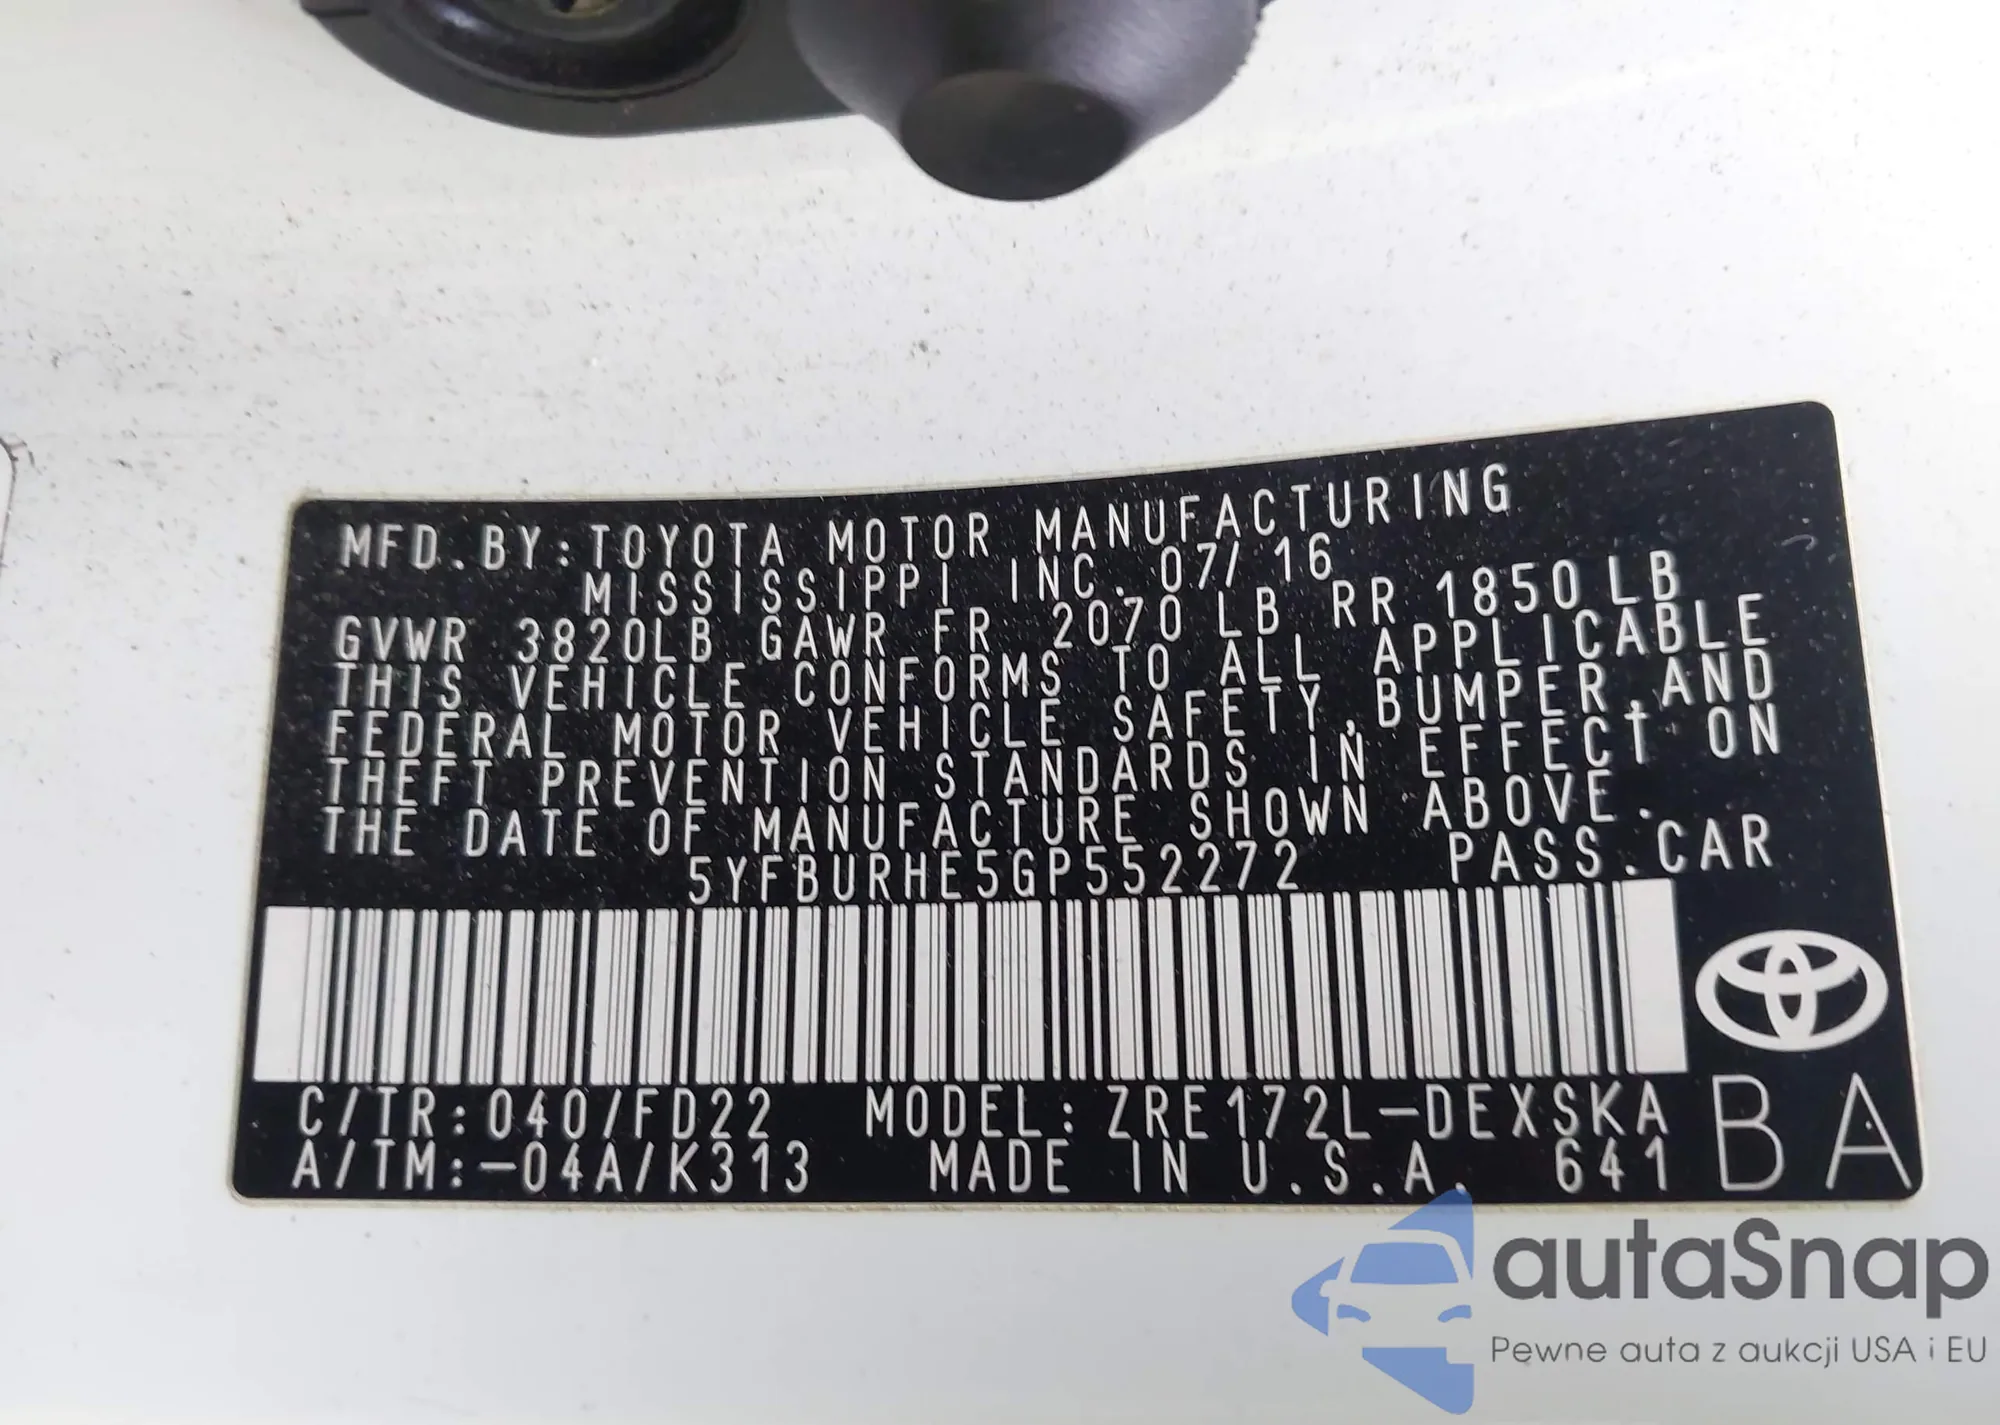 MFD.BY:TOYOTA MOTOR MANUFACTURING
MISSISSIPPI INC. 07/16
GVWR 3820LB GAWR FR 2070 LB RR 1850 LB
THIS VEHICLE CONFORMS TO ALL APPLICABLE
FEDERAL MOTOR VEHICLE SAFETY,BUMPER,AND
THEFT PREVENTION STANDARDS IN EFFECT ON
THE DATE OF MANUFACTURE SHOWN ABOVE.
5YFBURHE5GP552272 PASS.CAR
C/TR:040/FD22 MODEL:ZRE172L-DEXSKA
A/TM:-04A/K313 MADE IN U.S.A. 641
BA
autaSnap
Pewne auta z aukcji USA i EU